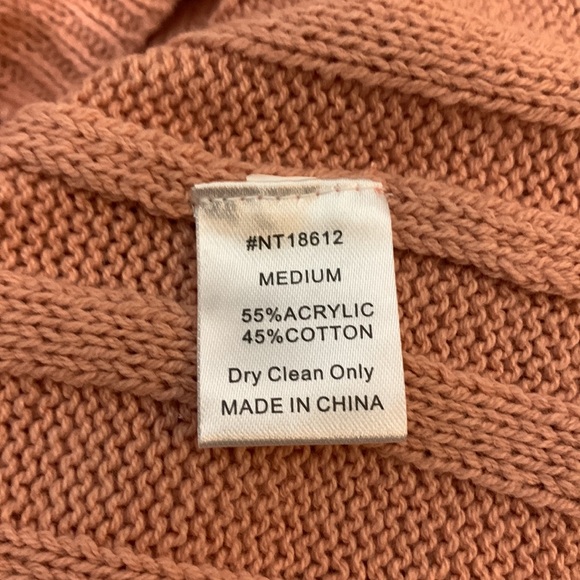 #NT18612
MEDIUM
55%ACRYLIC
45%COTTON
Dry Clean Only
MADE IN CHINA